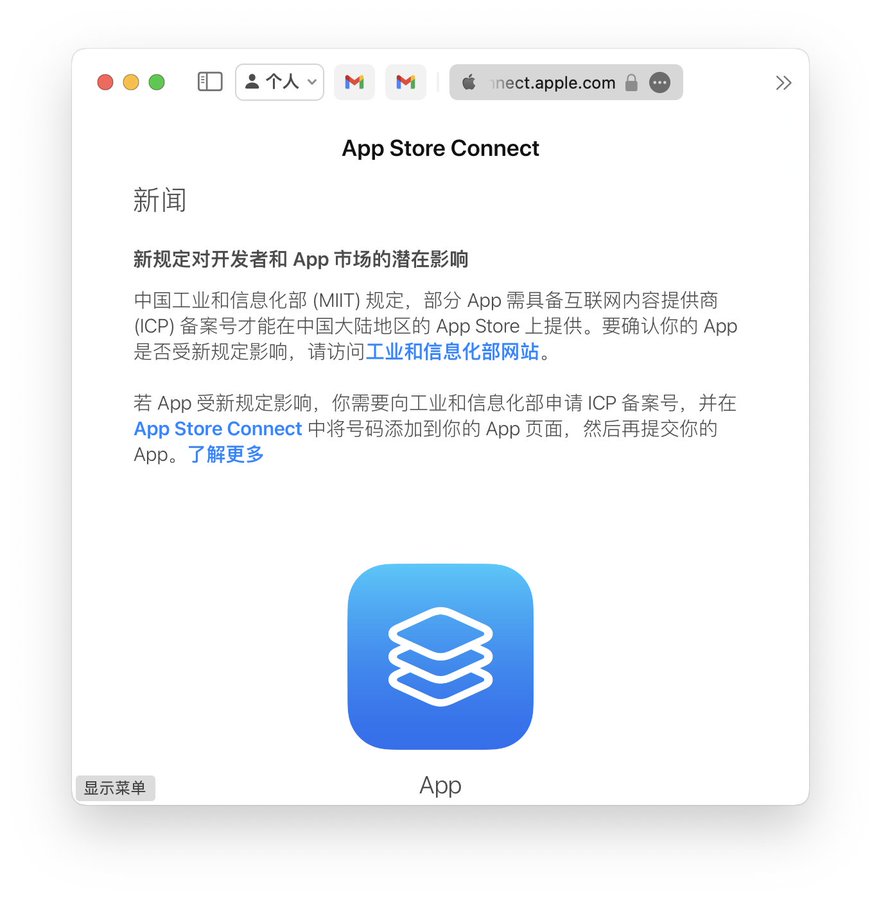 个人
nnect.apple.com
App Store Connect
新闻
新规定对开发者和 App 市场的潜在影响
中国工业和信息化部 (MIIT) 规定，部分 App 需具备互联网内容提供商
(ICP) 备案号才能在中国大陆地区的 App Store 上提供。要确认你的 App
是否受新规定影响，请访问工业和信息化部网站。
若 App 受新规定影响，你需要向工业和信息化部申请 ICP 备案号，并在
App Store Connect 中将号码添加到你的 App 页面，然后再提交你的
App。了解更多
App
显示菜单